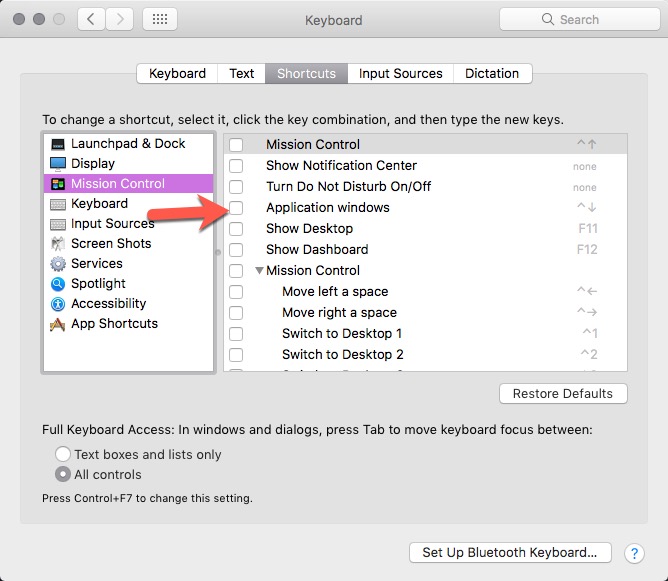 Keyboard
Search
Keyboard Text Shortcuts Input Sources Dictation
To change a shortcut, select it, click the key combination, and then type the new keys.
Launchpad & Dock
Display
Mission Control
Keyboard
Input Sources
Screen Shots
Services
Spotlight
Accessibility
App Shortcuts
Mission Control ^↑
Show Notification Center none
Turn Do Not Disturb On/Off none
Application windows ^↓
Show Desktop F11
Show Dashboard F12
Mission Control
Move left a space ^←
Move right a space ^→
Switch to Desktop 1 ^1
Switch to Desktop 2 ^2
Restore Defaults
Full Keyboard Access: In windows and dialogs, press Tab to move keyboard focus between:
Text boxes and lists only
All controls
Press Control+F7 to change this setting.
Set Up Bluetooth Keyboard...
?